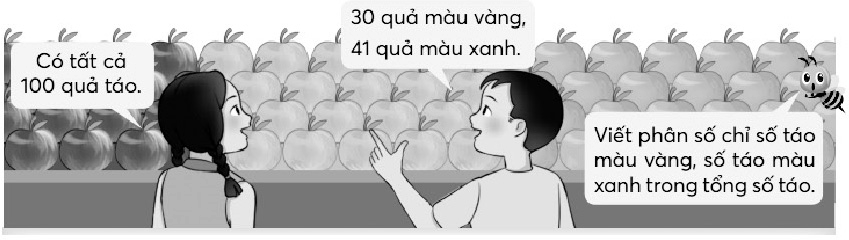 Có tất cả
100 quả táo.
30 quả màu vàng,
41 quả màu xanh.
Viết phân số chỉ số táo
màu vàng, số táo màu
xanh trong tổng số táo.